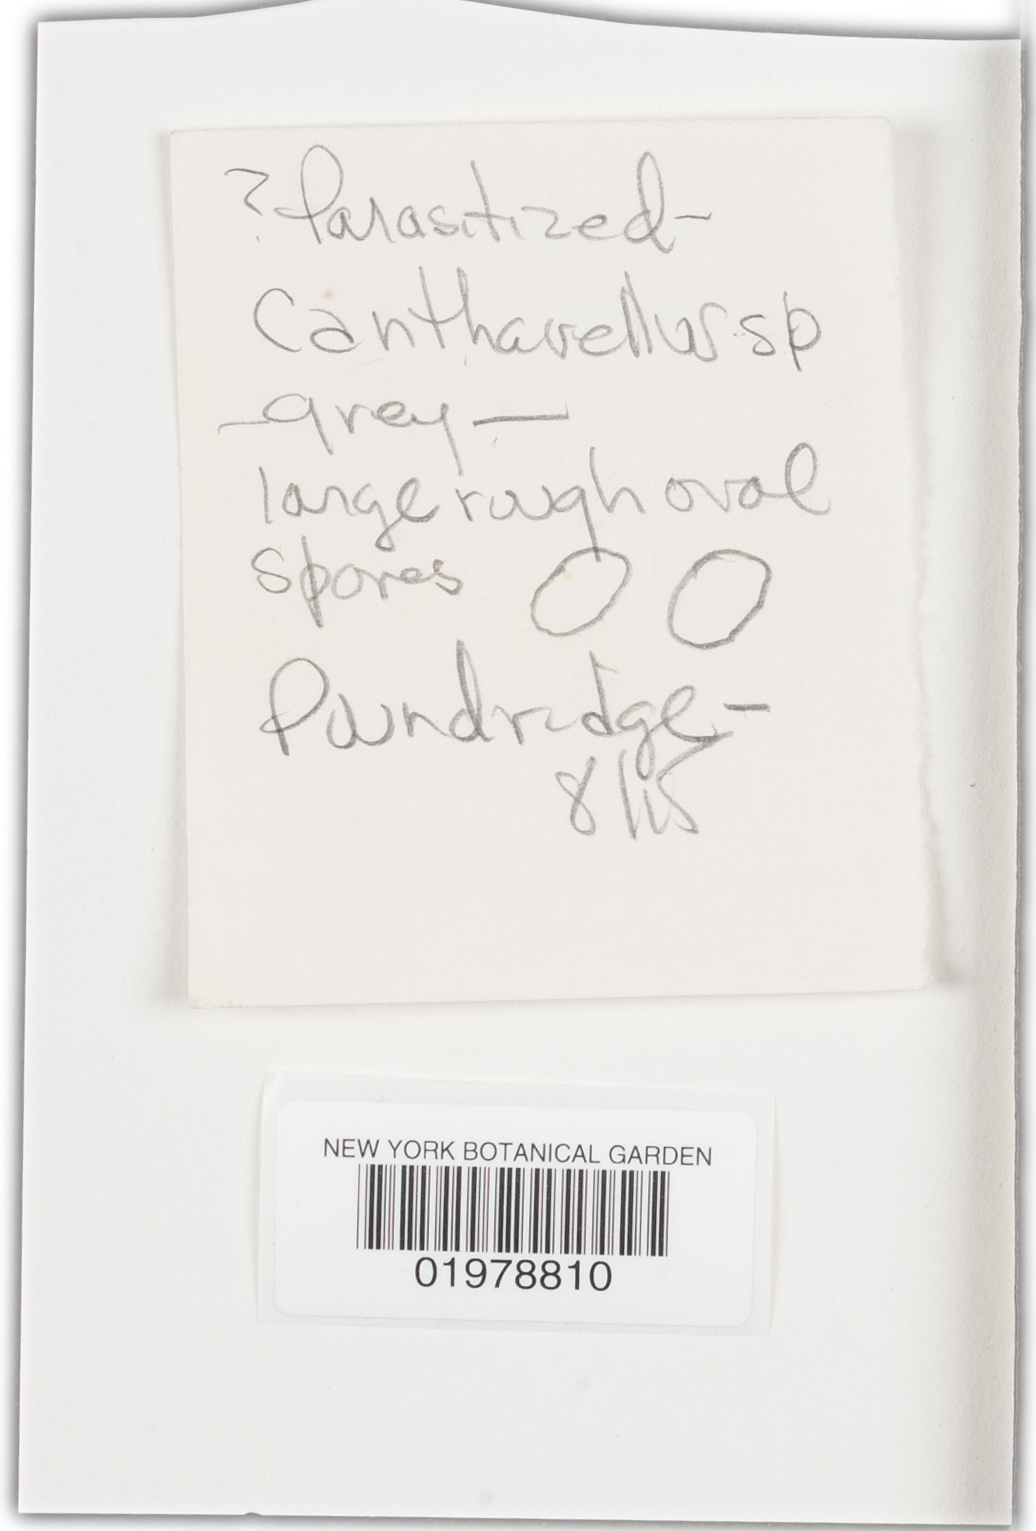 ? Parasitized-
Cantharellus sp
- grey —
large rough oval
spores
Poundridge -
8/15
NEW YORK BOTANICAL GARDEN
01978810